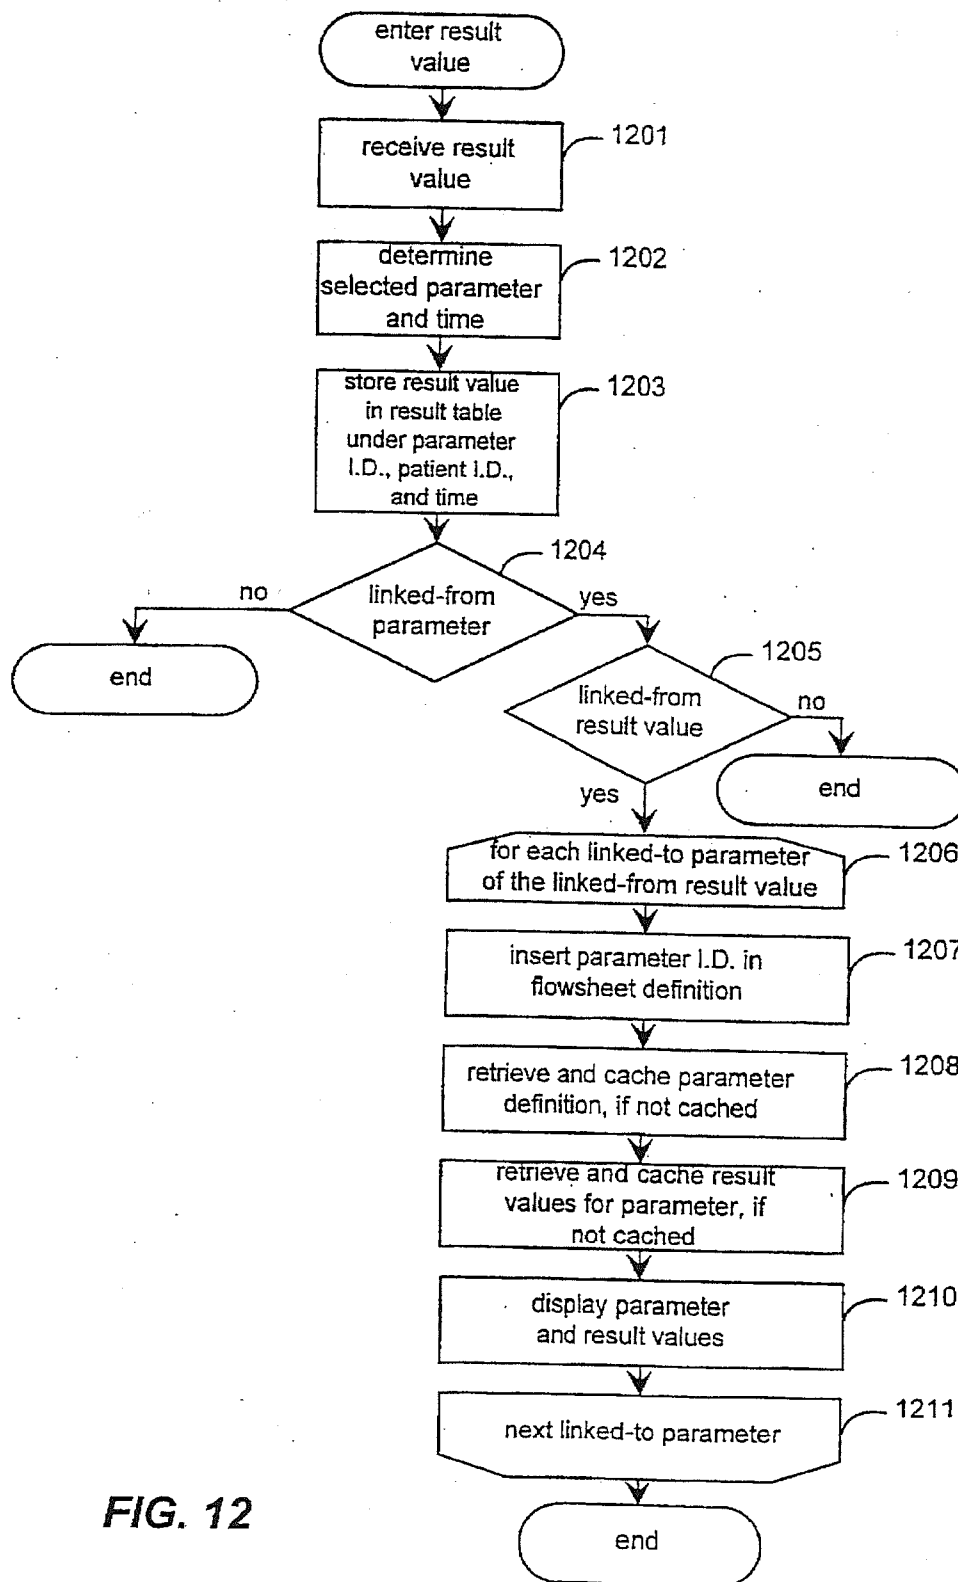 enter result
value
receive result
value
1201
determine
selected parameter
and time
1202
store result value
in result table
under parameter
I.D., patient I.D.,
and time
1203
linked-from
parameter
1204
no
yes
end
linked-from
result value
1205
no
end
yes
for each linked-to parameter
of the linked-from result value
1206
insert parameter I.D. in
flowsheet definition
1207
retrieve and cache parameter
definition, if not cached
1208
retrieve and cache result
values for parameter, if
not cached
1209
display parameter
and result values
1210
next linked-to parameter
1211
end
FIG. 12